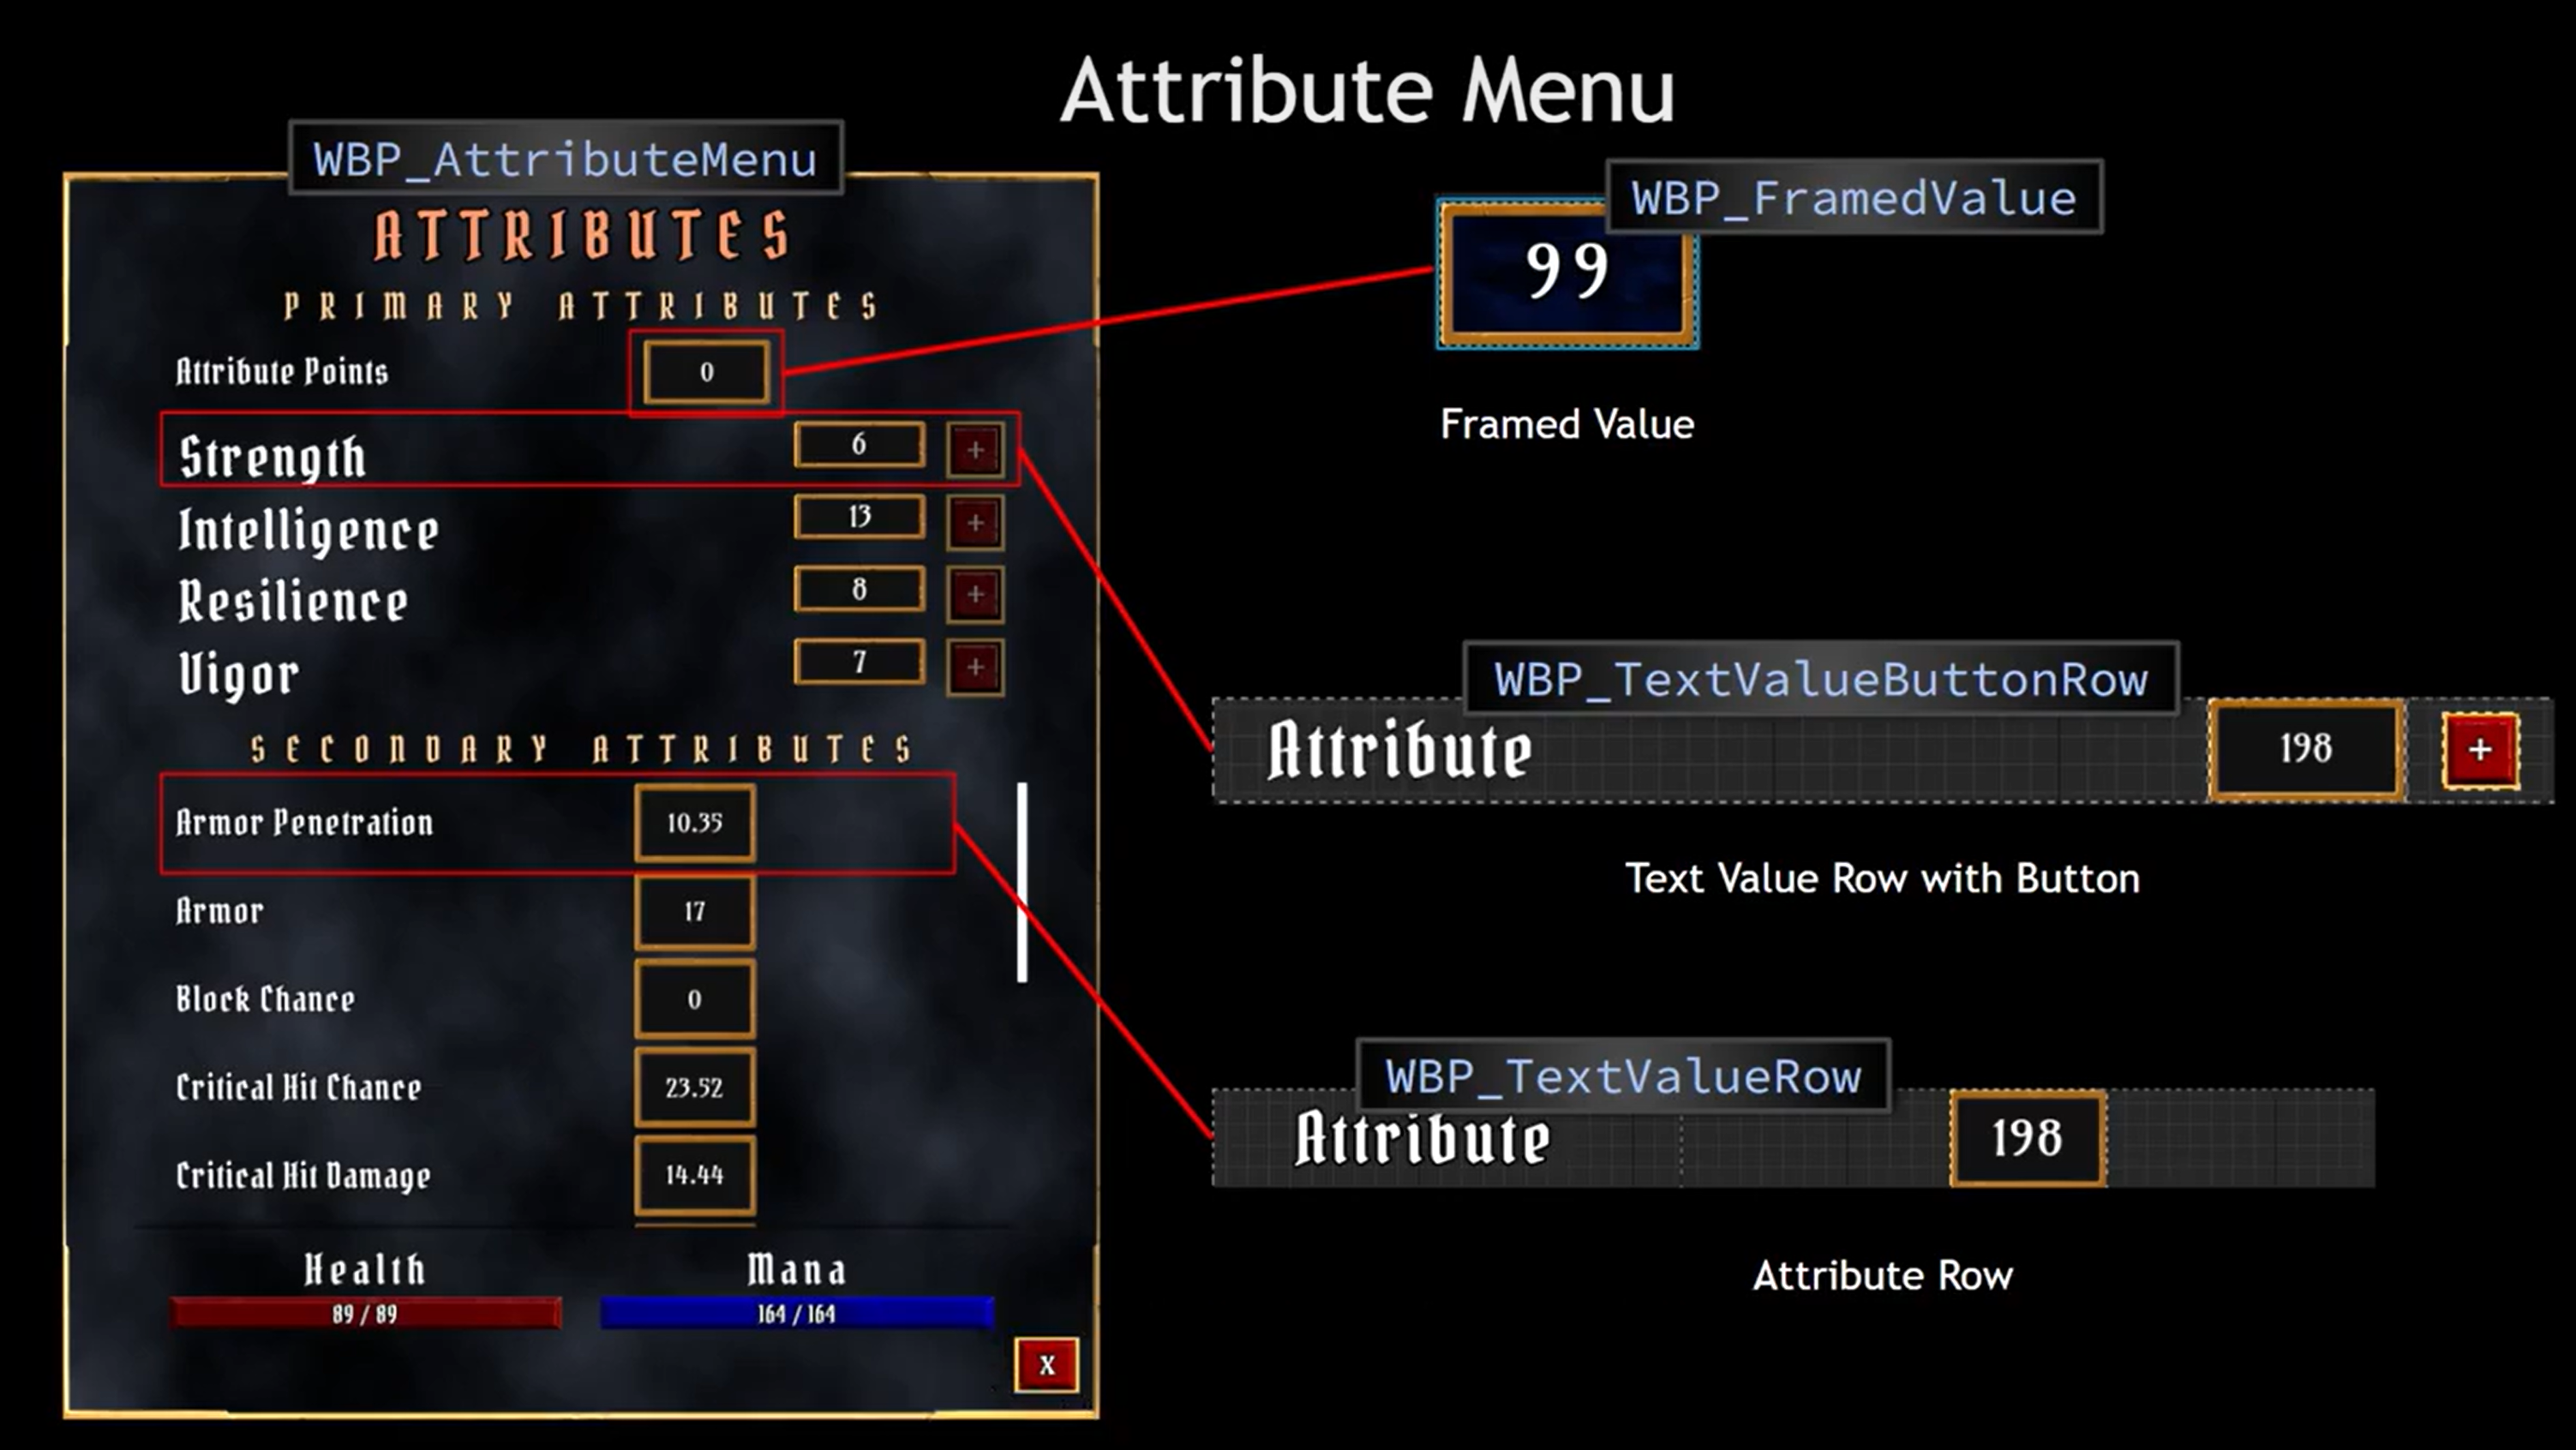 Attribute Menu
WBP_AttributeMenu
ATTRIBUTES
PRIMARY ATTRIBUTES
Attribute Points 0
Strength 6 +
Intelligence 13 +
Resilience 8 +
Vigor 7 +
SECONDARY ATTRIBUTES
Armor Penetration 10.35
Armor 17
Block Chance 0
Critical Hit Chance 23.52
Critical Hit Damage 14.44
Health Mana
89 / 89 164 / 164
X
WBP_FramedValue
99
Framed Value
WBP_TextValueButtonRow
Attribute 198 +
Text Value Row with Button
WBP_TextValueRow
Attribute 198
Attribute Row